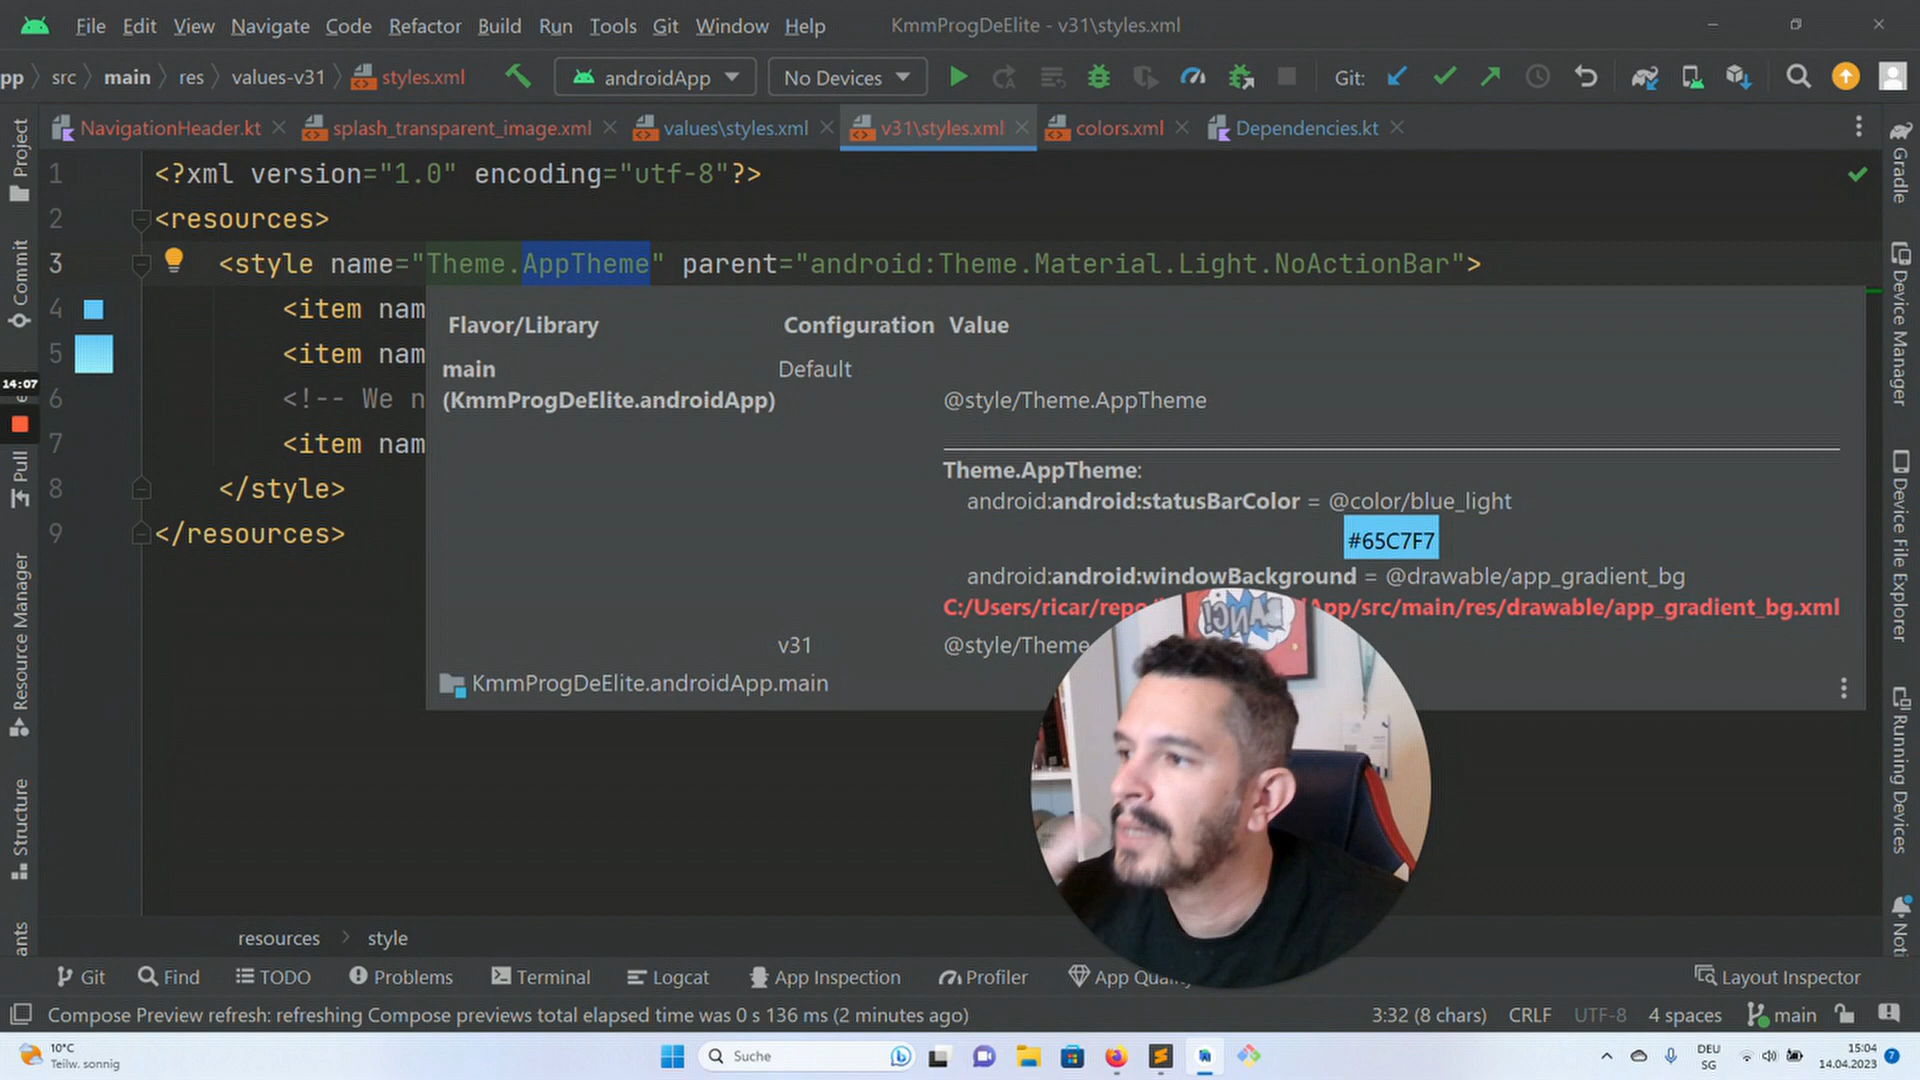 File Edit View Navigate Code Refactor Build Run Tools Git Window Help KmmProgDeElite - v31\styles.xml
pp src main res values-v31 styles.xml androidApp No Devices Git:
NavigationHeader.kt splash_transparent_image.xml values\styles.xml v31\styles.xml colors.xml Dependencies.kt
1 <?xml version="1.0" encoding="utf-8"?>
2 <resources>
3 <style name="Theme.AppTheme" parent="android:Theme.Material.Light.NoActionBar">
4 <item nam
5 <item nam
6 <!-- We n
7 <item nam
8 </style>
9 </resources>
Flavor/Library Configuration Value
main Default
(KmmProgDeElite.androidApp) @style/Theme.AppTheme
Theme.AppTheme:
android:android:statusBarColor = @color/blue_light
#65C7F7
android:android:windowBackground = @drawable/app_gradient_bg
C:/Users/ricar/repo App/src/main/res/drawable/app_gradient_bg.xml
v31 @style/Theme
KmmProgDeElite.androidApp.main
BANG!
Project
Commit
14:07
Pull
Resource Manager
Structure
ants
Gradle
Device Manager
Device File Explorer
Running Devices
Noti
resources style
Git Find TODO Problems Terminal Logcat App Inspection Profiler App Quality Layout Inspector
Compose Preview refresh: refreshing Compose previews total elapsed time was 0 s 136 ms (2 minutes ago) 3:32 (8 chars) CRLF UTF-8 4 spaces main
10°C
Teilw. sonnig
Suche
DEU
SG
15:04
14.04.2023
7